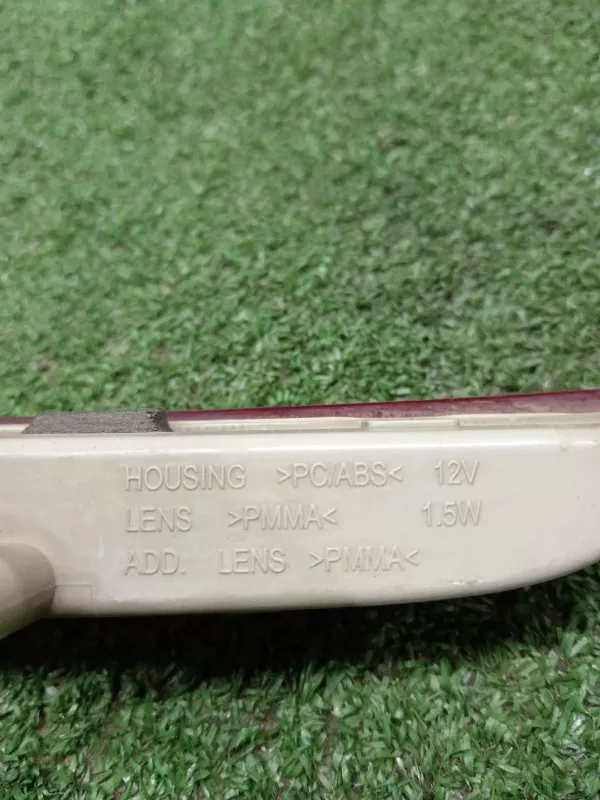 HOUSING >PC/ABS< 12V
LENS >PMMA< 1.5W
ADD. LENS >PMMA<